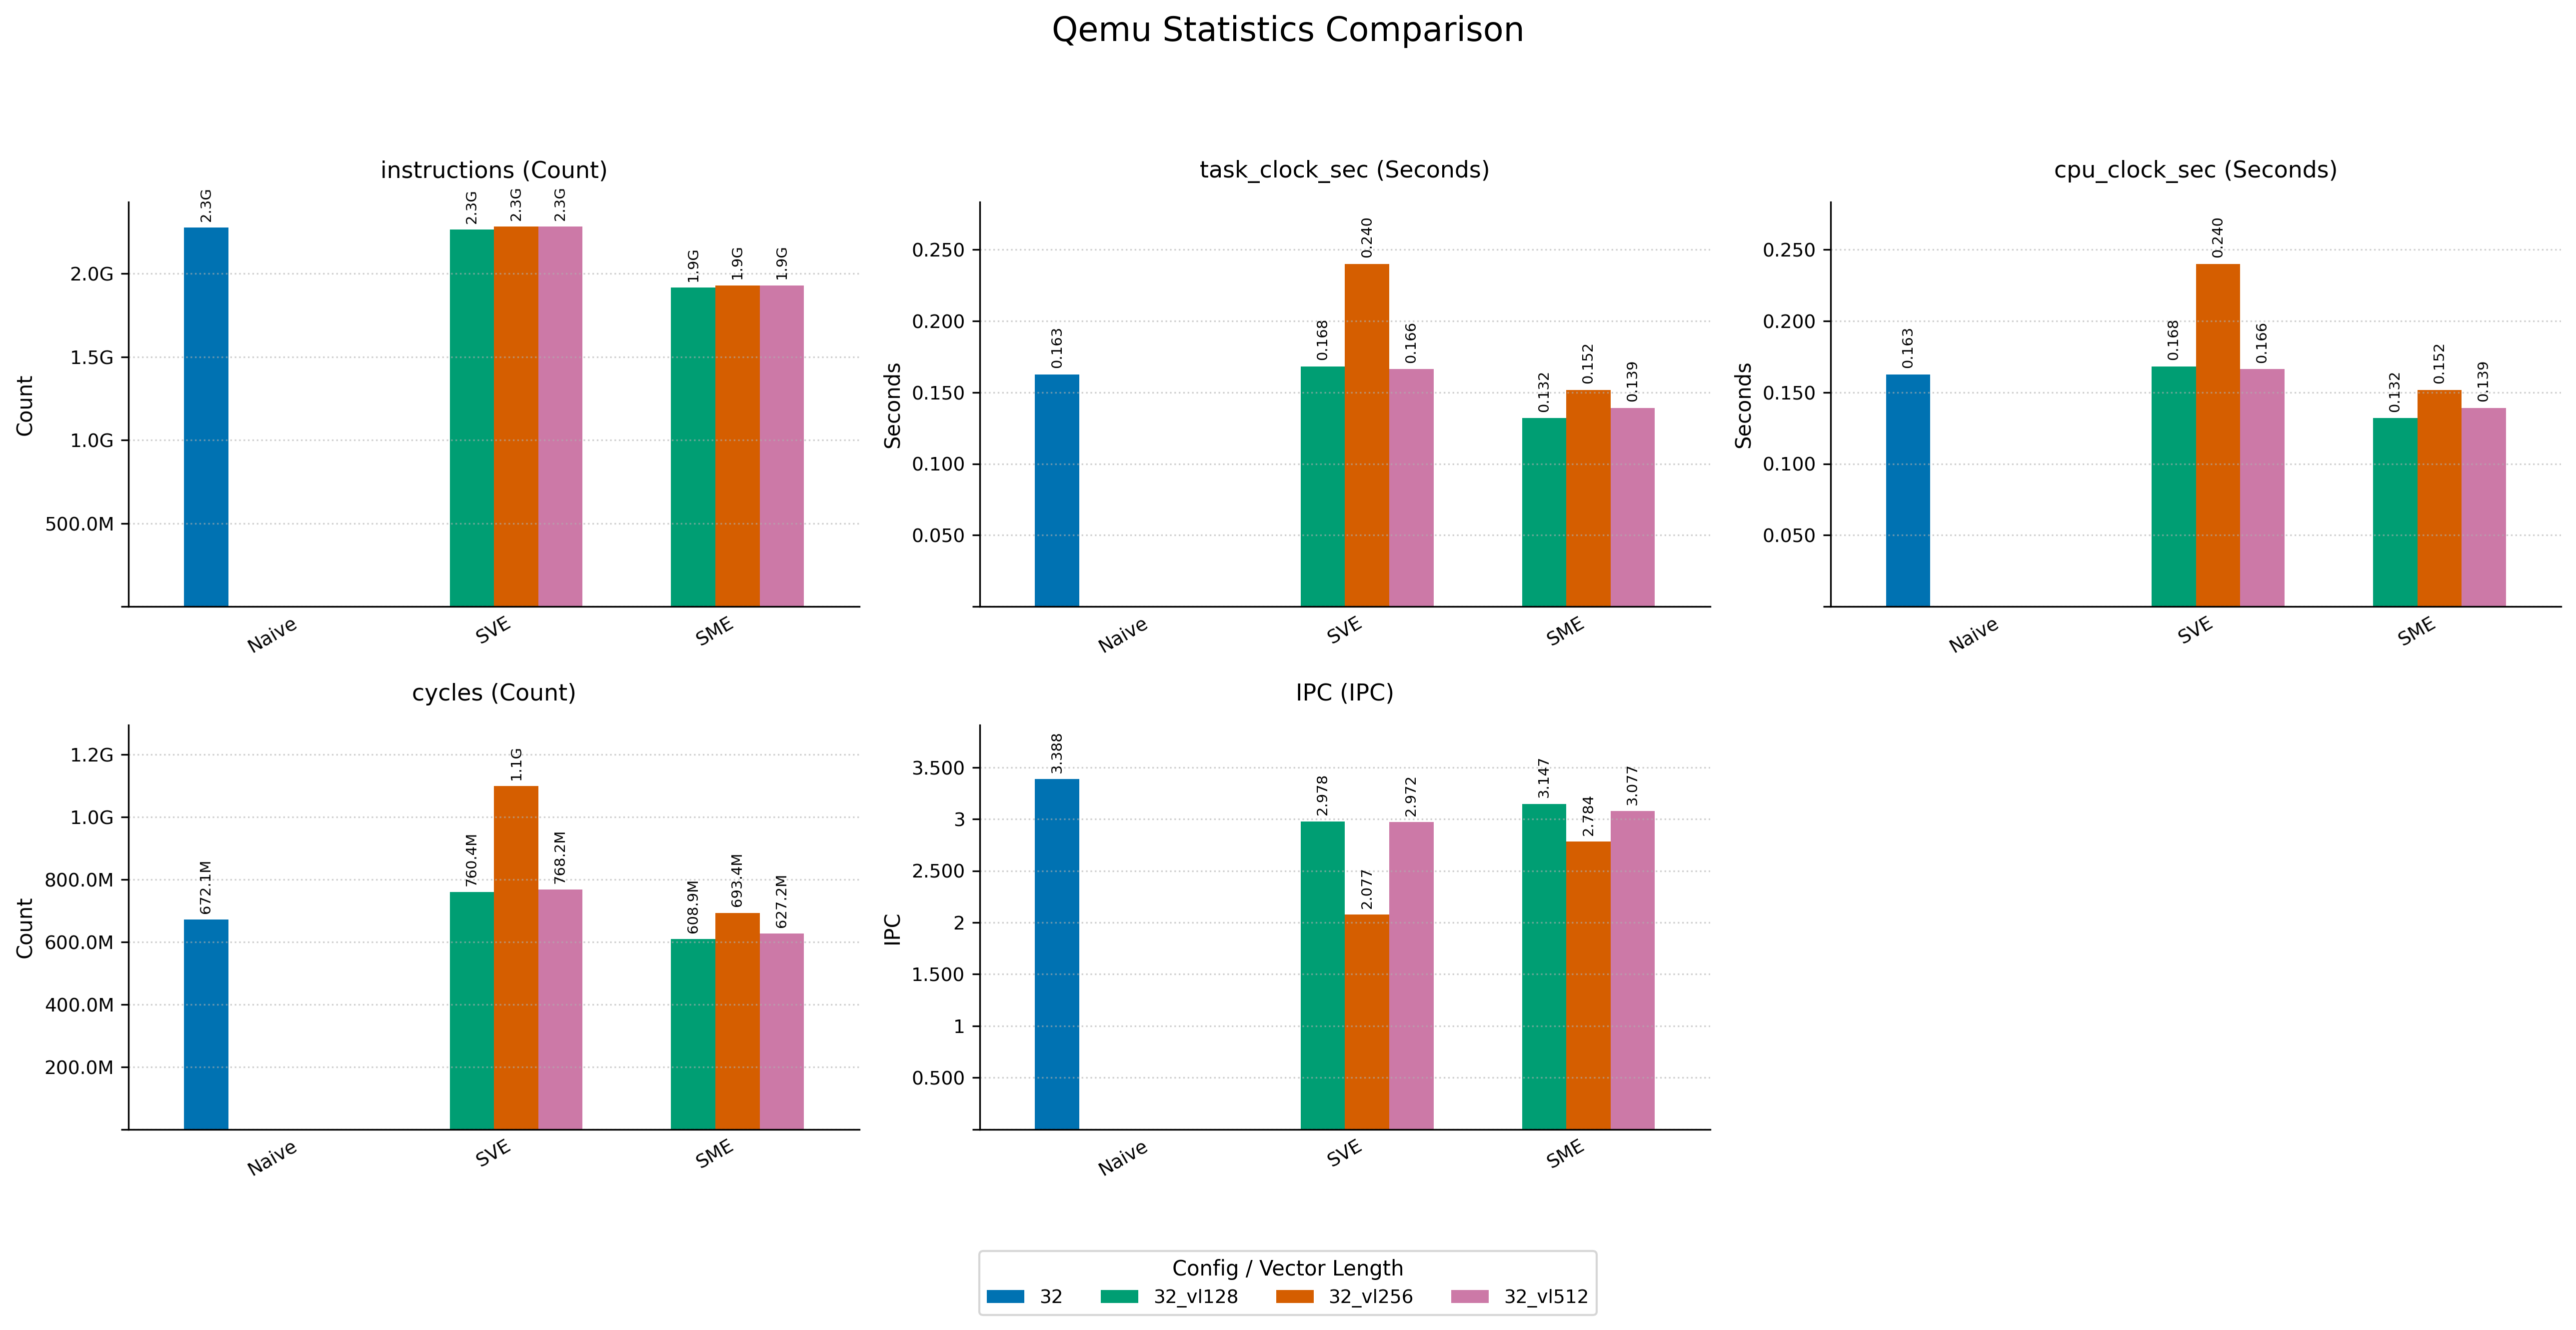 Qemu Statistics Comparison
instructions (Count)
Count
2.0G
1.5G
1.0G
500.0M
2.3G
2.3G
2.3G
2.3G
1.9G
1.9G
1.9G
Naive
SVE
SME
task_clock_sec (Seconds)
Seconds
0.250
0.200
0.150
0.100
0.050
0.163
0.168
0.240
0.166
0.132
0.152
0.139
Naive
SVE
SME
cpu_clock_sec (Seconds)
Seconds
0.250
0.200
0.150
0.100
0.050
0.163
0.168
0.240
0.166
0.132
0.152
0.139
Naive
SVE
SME
cycles (Count)
Count
1.2G
1.0G
800.0M
600.0M
400.0M
200.0M
672.1M
760.4M
1.1G
768.2M
608.9M
693.4M
627.2M
Naive
SVE
SME
IPC (IPC)
IPC
3.500
3
2.500
2
1.500
1
0.500
3.388
2.978
2.077
2.972
3.147
2.784
3.077
Naive
SVE
SME
Config / Vector Length
32 32_vl128 32_vl256 32_vl512